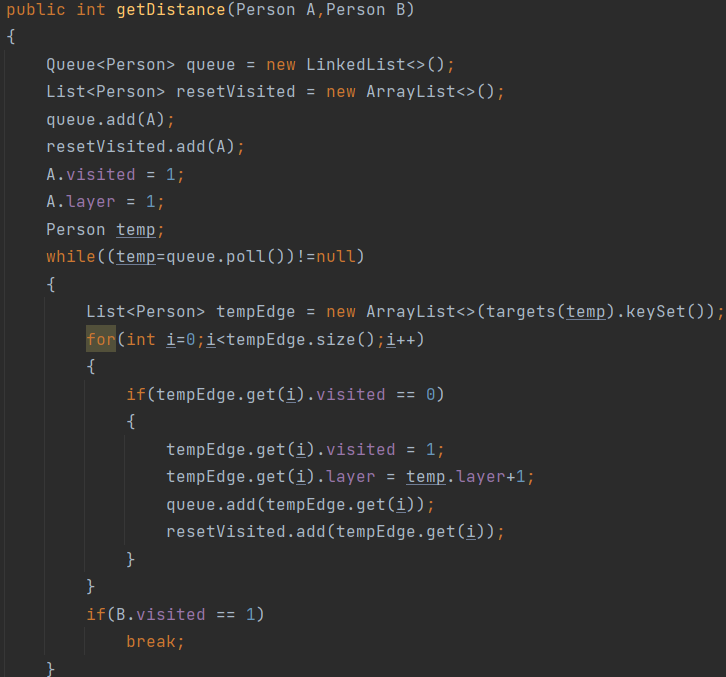 public int getDistance(Person A,Person B)
{
    Queue<Person> queue = new LinkedList<>();
    List<Person> resetVisited = new ArrayList<>();
    queue.add(A);
    resetVisited.add(A);
    A.visited = 1;
    A.layer = 1;
    Person temp;
    while((temp=queue.poll())!=null)
    {
        List<Person> tempEdge = new ArrayList<>(targets(temp).keySet());
        for(int i=0;i<tempEdge.size();i++)
        {
            if(tempEdge.get(i).visited == 0)
            {
                tempEdge.get(i).visited = 1;
                tempEdge.get(i).layer = temp.layer+1;
                queue.add(tempEdge.get(i));
                resetVisited.add(tempEdge.get(i));
            }
        }
        if(B.visited == 1)
            break;
    }